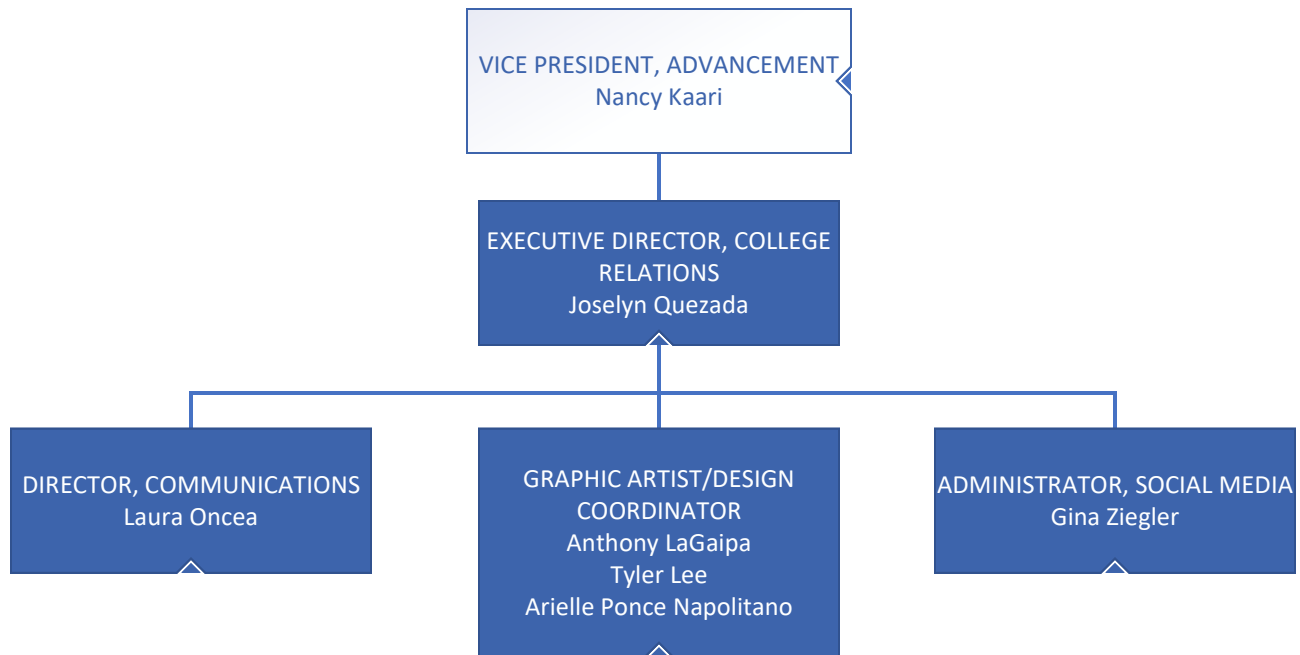 VICE PRESIDENT, ADVANCEMENT
Nancy Kaari
EXECUTIVE DIRECTOR, COLLEGE
RELATIONS
Joselyn Quezada
DIRECTOR, COMMUNICATIONS
Laura Oncea
GRAPHIC ARTIST/DESIGN
COORDINATOR
Anthony LaGaipa
Tyler Lee
Arielle Ponce Napolitano
ADMINISTRATOR, SOCIAL MEDIA
Gina Ziegler